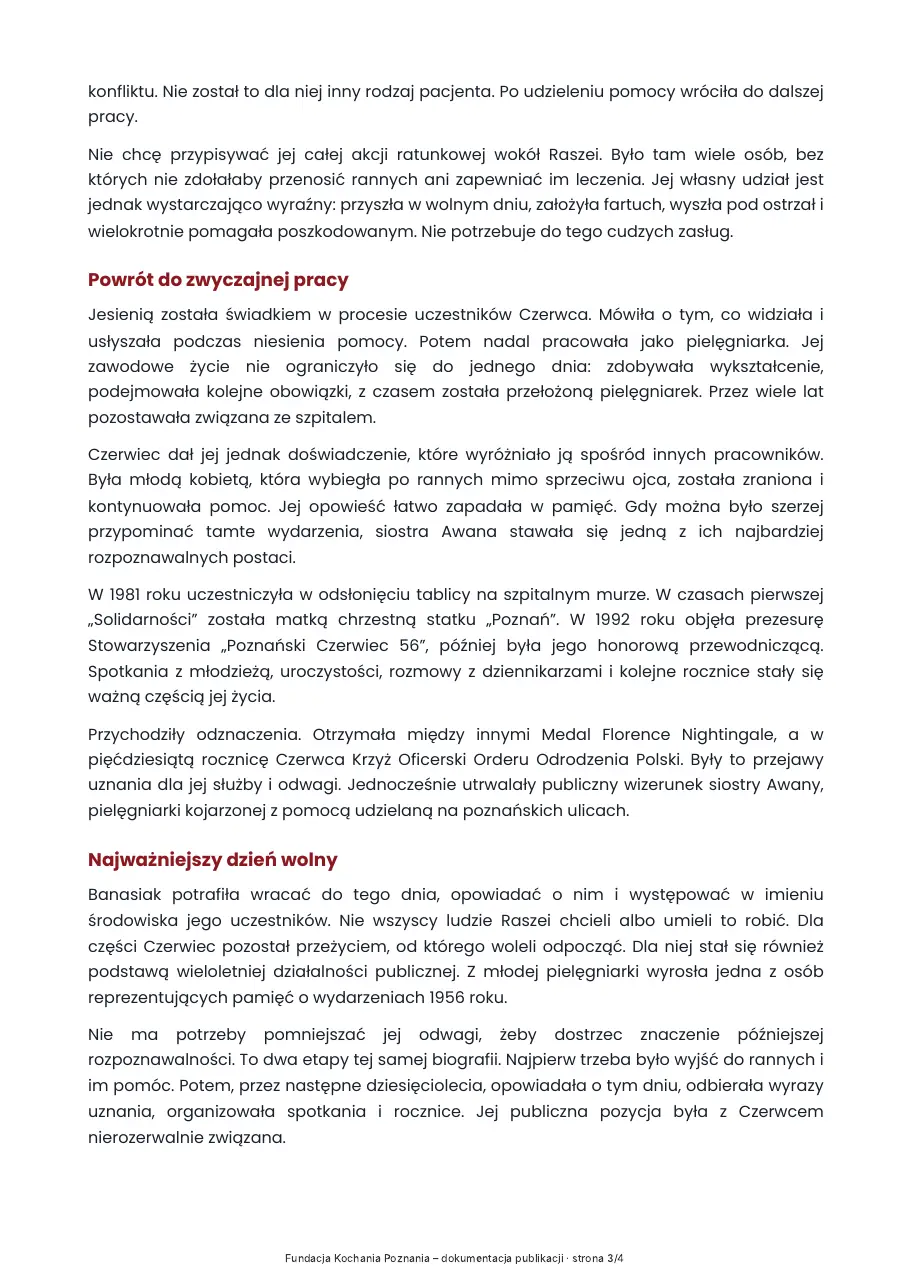 konfliktu. Nie został to dla niej inny rodzaj pacjenta. Po udzieleniu pomocy wróciła do dalszej
pracy.
Nie chcę przypisywać jej całej akcji ratunkowej wokół Raszei. Było tam wiele osób, bez
których nie zdołałaby przenosić rannych ani zapewniać im leczenia. Jej własny udział jest
jednak wystarczająco wyraźny: przyszła w wolnym dniu, założyła fartuch, wyszła pod ostrzał i
wielokrotnie pomagała poszkodowanym. Nie potrzebuje do tego cudzych zasług.
Powrót do zwyczajnej pracy
Jesienią została świadkiem w procesie uczestników Czerwca. Mówiła o tym, co widziała i
usłyszała podczas niesienia pomocy. Potem nadal pracowała jako pielęgniarka. Jej
zawodowe życie nie ograniczyło się do jednego dnia: zdobywała wykształcenie,
podejmowała kolejne obowiązki, z czasem została przełożoną pielęgniarek. Przez wiele lat
pozostawała związana ze szpitalem.
Czerwiec dał jej jednak doświadczenie, które wyróżniało ją spośród innych pracowników.
Była młodą kobietą, która wybiegła po rannych mimo sprzeciwu ojca, została zraniona i
kontynuowała pomoc. Jej opowieść łatwo zapadała w pamięć. Gdy można było szerzej
przypominać tamte wydarzenia, siostra Awana stawała się jedną z ich najbardziej
rozpoznawalnych postaci.
W 1981 roku uczestniczyła w odsłonięciu tablicy na szpitalnym murze. W czasach pierwszej
„Solidarności” została matką chrzestną statku „Poznań”. W 1992 roku objęła prezesurę
Stowarzyszenia „Poznański Czerwiec 56”, później była jego honorową przewodniczącą.
Spotkania z młodzieżą, uroczystości, rozmowy z dziennikarzami i kolejne rocznice stały się
ważną częścią jej życia.
Przychodziły odznaczenia. Otrzymała między innymi Medal Florence Nightingale, a w
pięćdziesiątą rocznicę Czerwca Krzyż Oficerski Orderu Odrodzenia Polski. Były to przejawy
uznania dla jej służby i odwagi. Jednocześnie utrwalały publiczny wizerunek siostry Awany,
pielęgniarki kojarzonej z pomocą udzielaną na poznańskich ulicach.
Najważniejszy dzień wolny
Banasiak potrafiła wracać do tego dnia, opowiadać o nim i występować w imieniu
środowiska jego uczestników. Nie wszyscy ludzie Raszei chcieli albo umieli to robić. Dla
części Czerwiec pozostał przeżyciem, od którego woleli odpocząć. Dla niej stał się również
podstawą wieloletniej działalności publicznej. Z młodej pielęgniarki wyrosła jedna z osób
reprezentujących pamięć o wydarzeniach 1956 roku.
Nie ma potrzeby pomniejszać jej odwagi, żeby dostrzec znaczenie późniejszej
rozpoznawalności. To dwa etapy tej samej biografii. Najpierw trzeba było wyjść do rannych i
im pomóc. Potem, przez następne dziesięciolecia, opowiadała o tym dniu, odbierała wyrazy
uznania, organizowała spotkania i rocznice. Jej publiczna pozycja była z Czerwcem
nierozerwalnie związana.
Fundacja Kochania Poznania – dokumentacja publikacji · strona 3/4